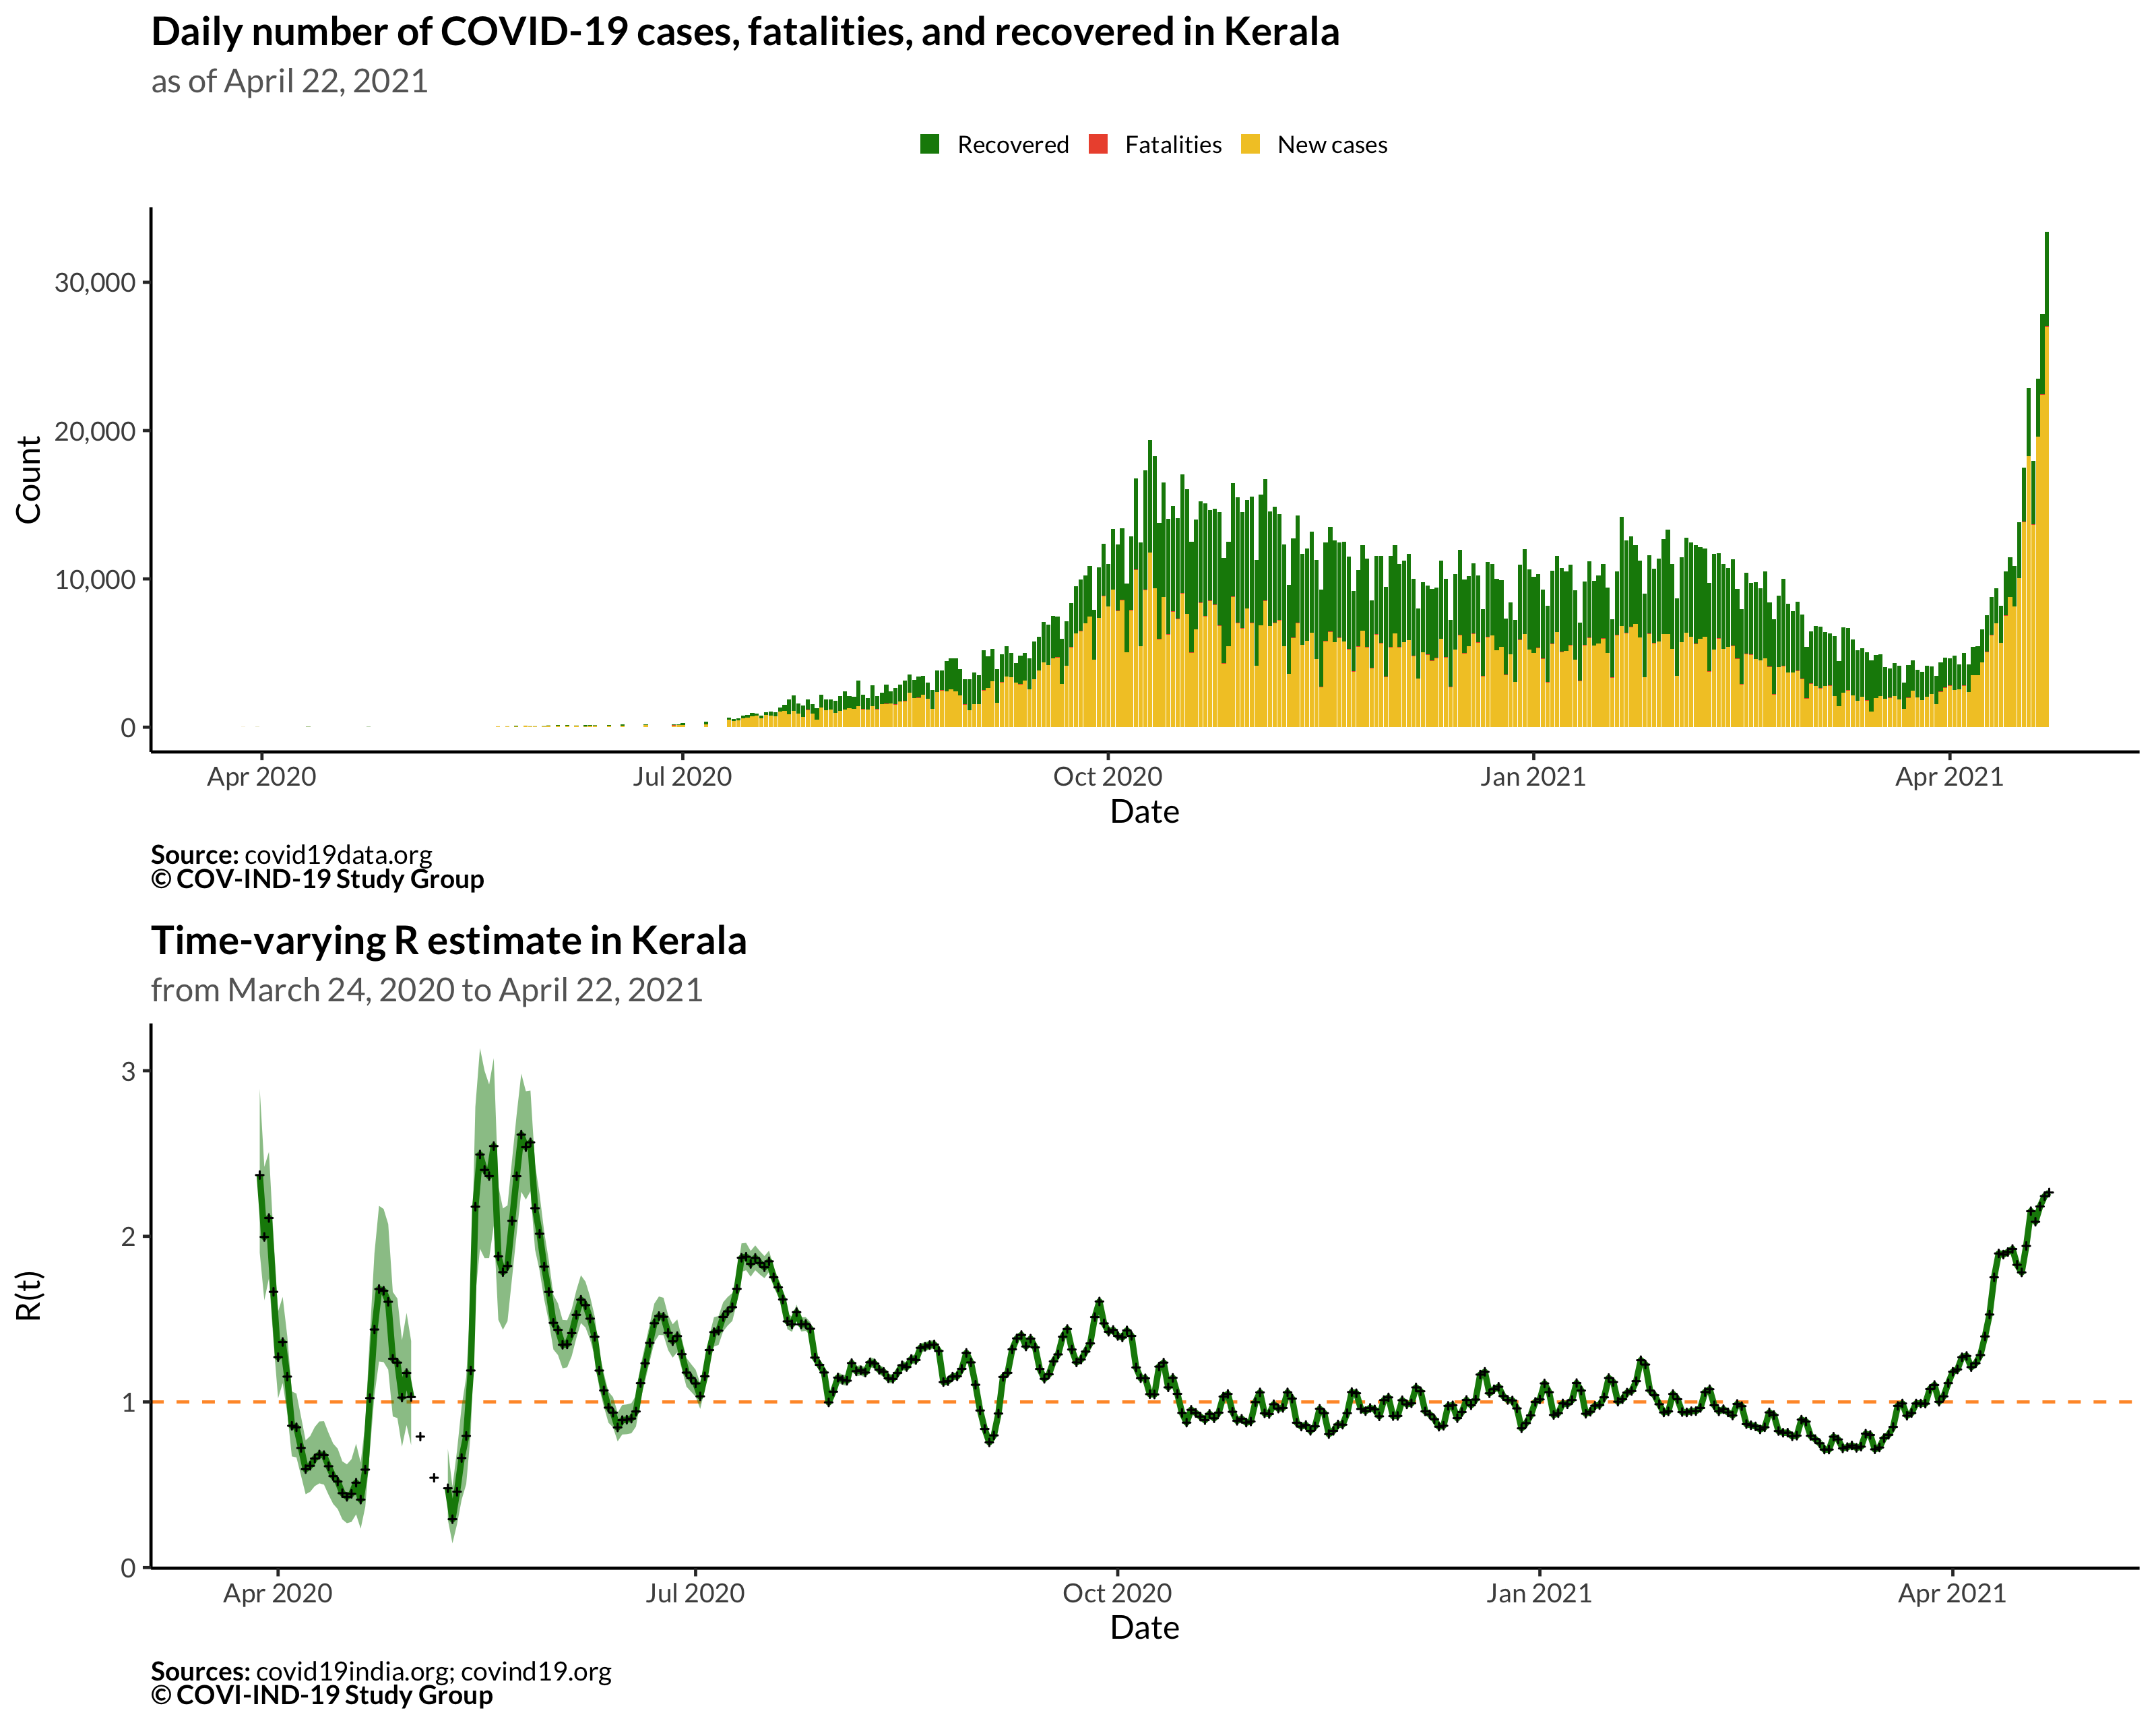 Daily number of COVID-19 cases, fatalities, and recovered in Kerala
as of April 22, 2021
Recovered Fatalities New cases
Count
30,000
20,000
10,000
0
Apr 2020 Jul 2020 Oct 2020 Jan 2021 Apr 2021
Date
Source: covid19data.org
© COV-IND-19 Study Group
Time-varying R estimate in Kerala
from March 24, 2020 to April 22, 2021
R(t)
3
2
1
0
Apr 2020 Jul 2020 Oct 2020 Jan 2021 Apr 2021
Date
Sources: covid19india.org; covind19.org
© COVI-IND-19 Study Group